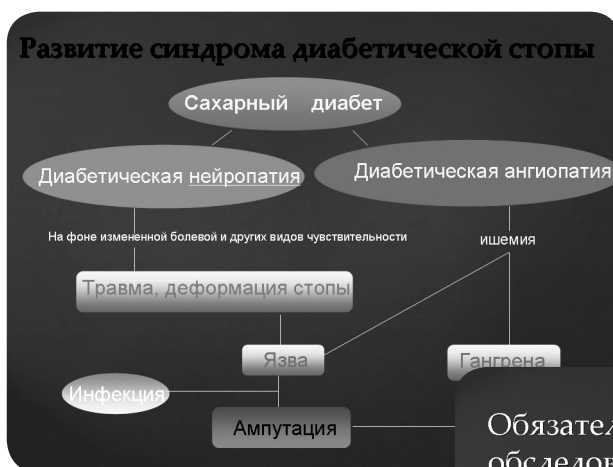 Развитие синдрома диабетической стопы
Сахарный диабет
Диабетическая нейропатия
Диабетическая ангиопатия
На фоне измененной болевой и других видов чувствительности
ишемия
Травма, деформация стопы
Язва
Гангрена
Инфекция
Ампутация